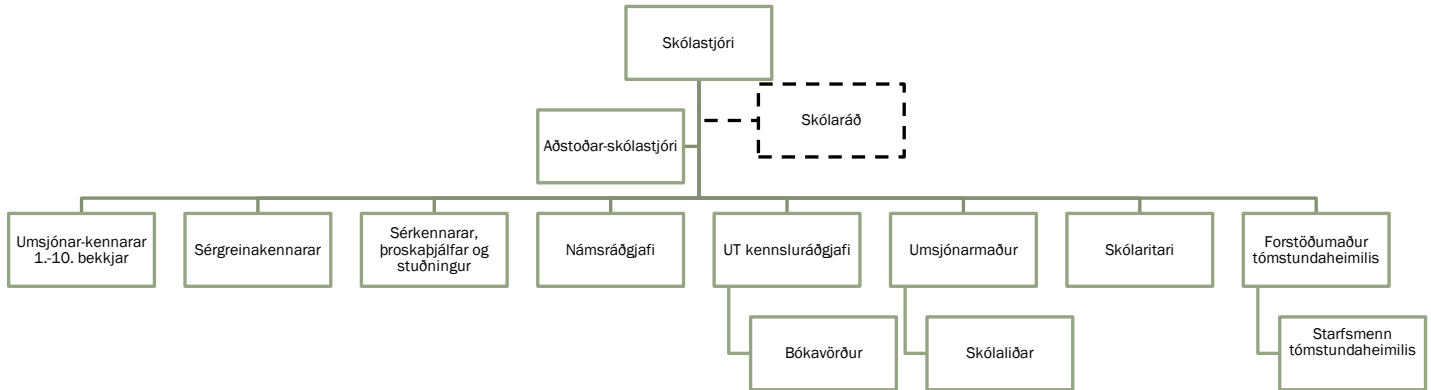 Skólastjóri
Skólaráð
Aðstoðar-skólastjóri
Umsjónar-kennarar
1.-10. bekkjar
Sérgreinakennarar
Sérkennarar,
þroskaþjálfar og
stuðningur
Námsráðgjafi
UT kennsluráðgjafi
Umsjónarmaður
Skólaritari
Forstöðumaður
tómstundaheimilis
Bókavörður
Skólaliðar
Starfsmenn
tómstundaheimilis